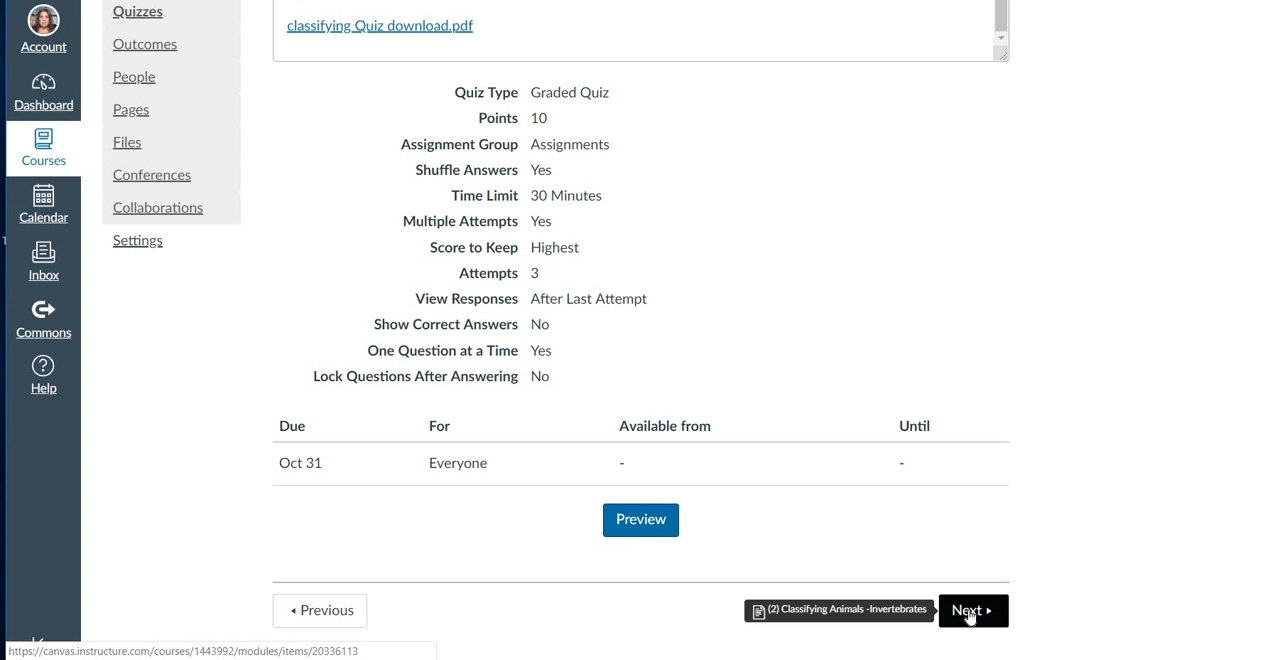 Account
Dashboard
Courses
Calendar
Inbox
Commons
Help
Quizzes
Outcomes
People
Pages
Files
Conferences
Collaborations
Settings
classifying Quiz download.pdf
Quiz Type Graded Quiz
Points 10
Assignment Group Assignments
Shuffle Answers Yes
Time Limit 30 Minutes
Multiple Attempts Yes
Score to Keep Highest
Attempts 3
View Responses After Last Attempt
Show Correct Answers No
One Question at a Time Yes
Lock Questions After Answering No
Due For Available from Until
Oct 31 Everyone - -
Preview
Previous (2) Classifying Animals -Invertebrates Next
https://canvas.instructure.com/courses/1443992/modules/items/20336113